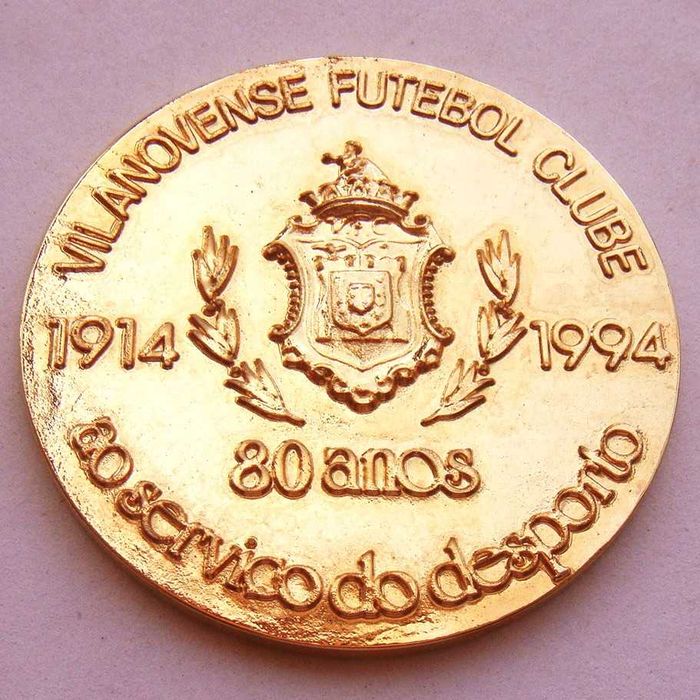 VILANOVENSE FUTEBOL CLUBE
1914 1994
80 anos
ao serviço do desporto